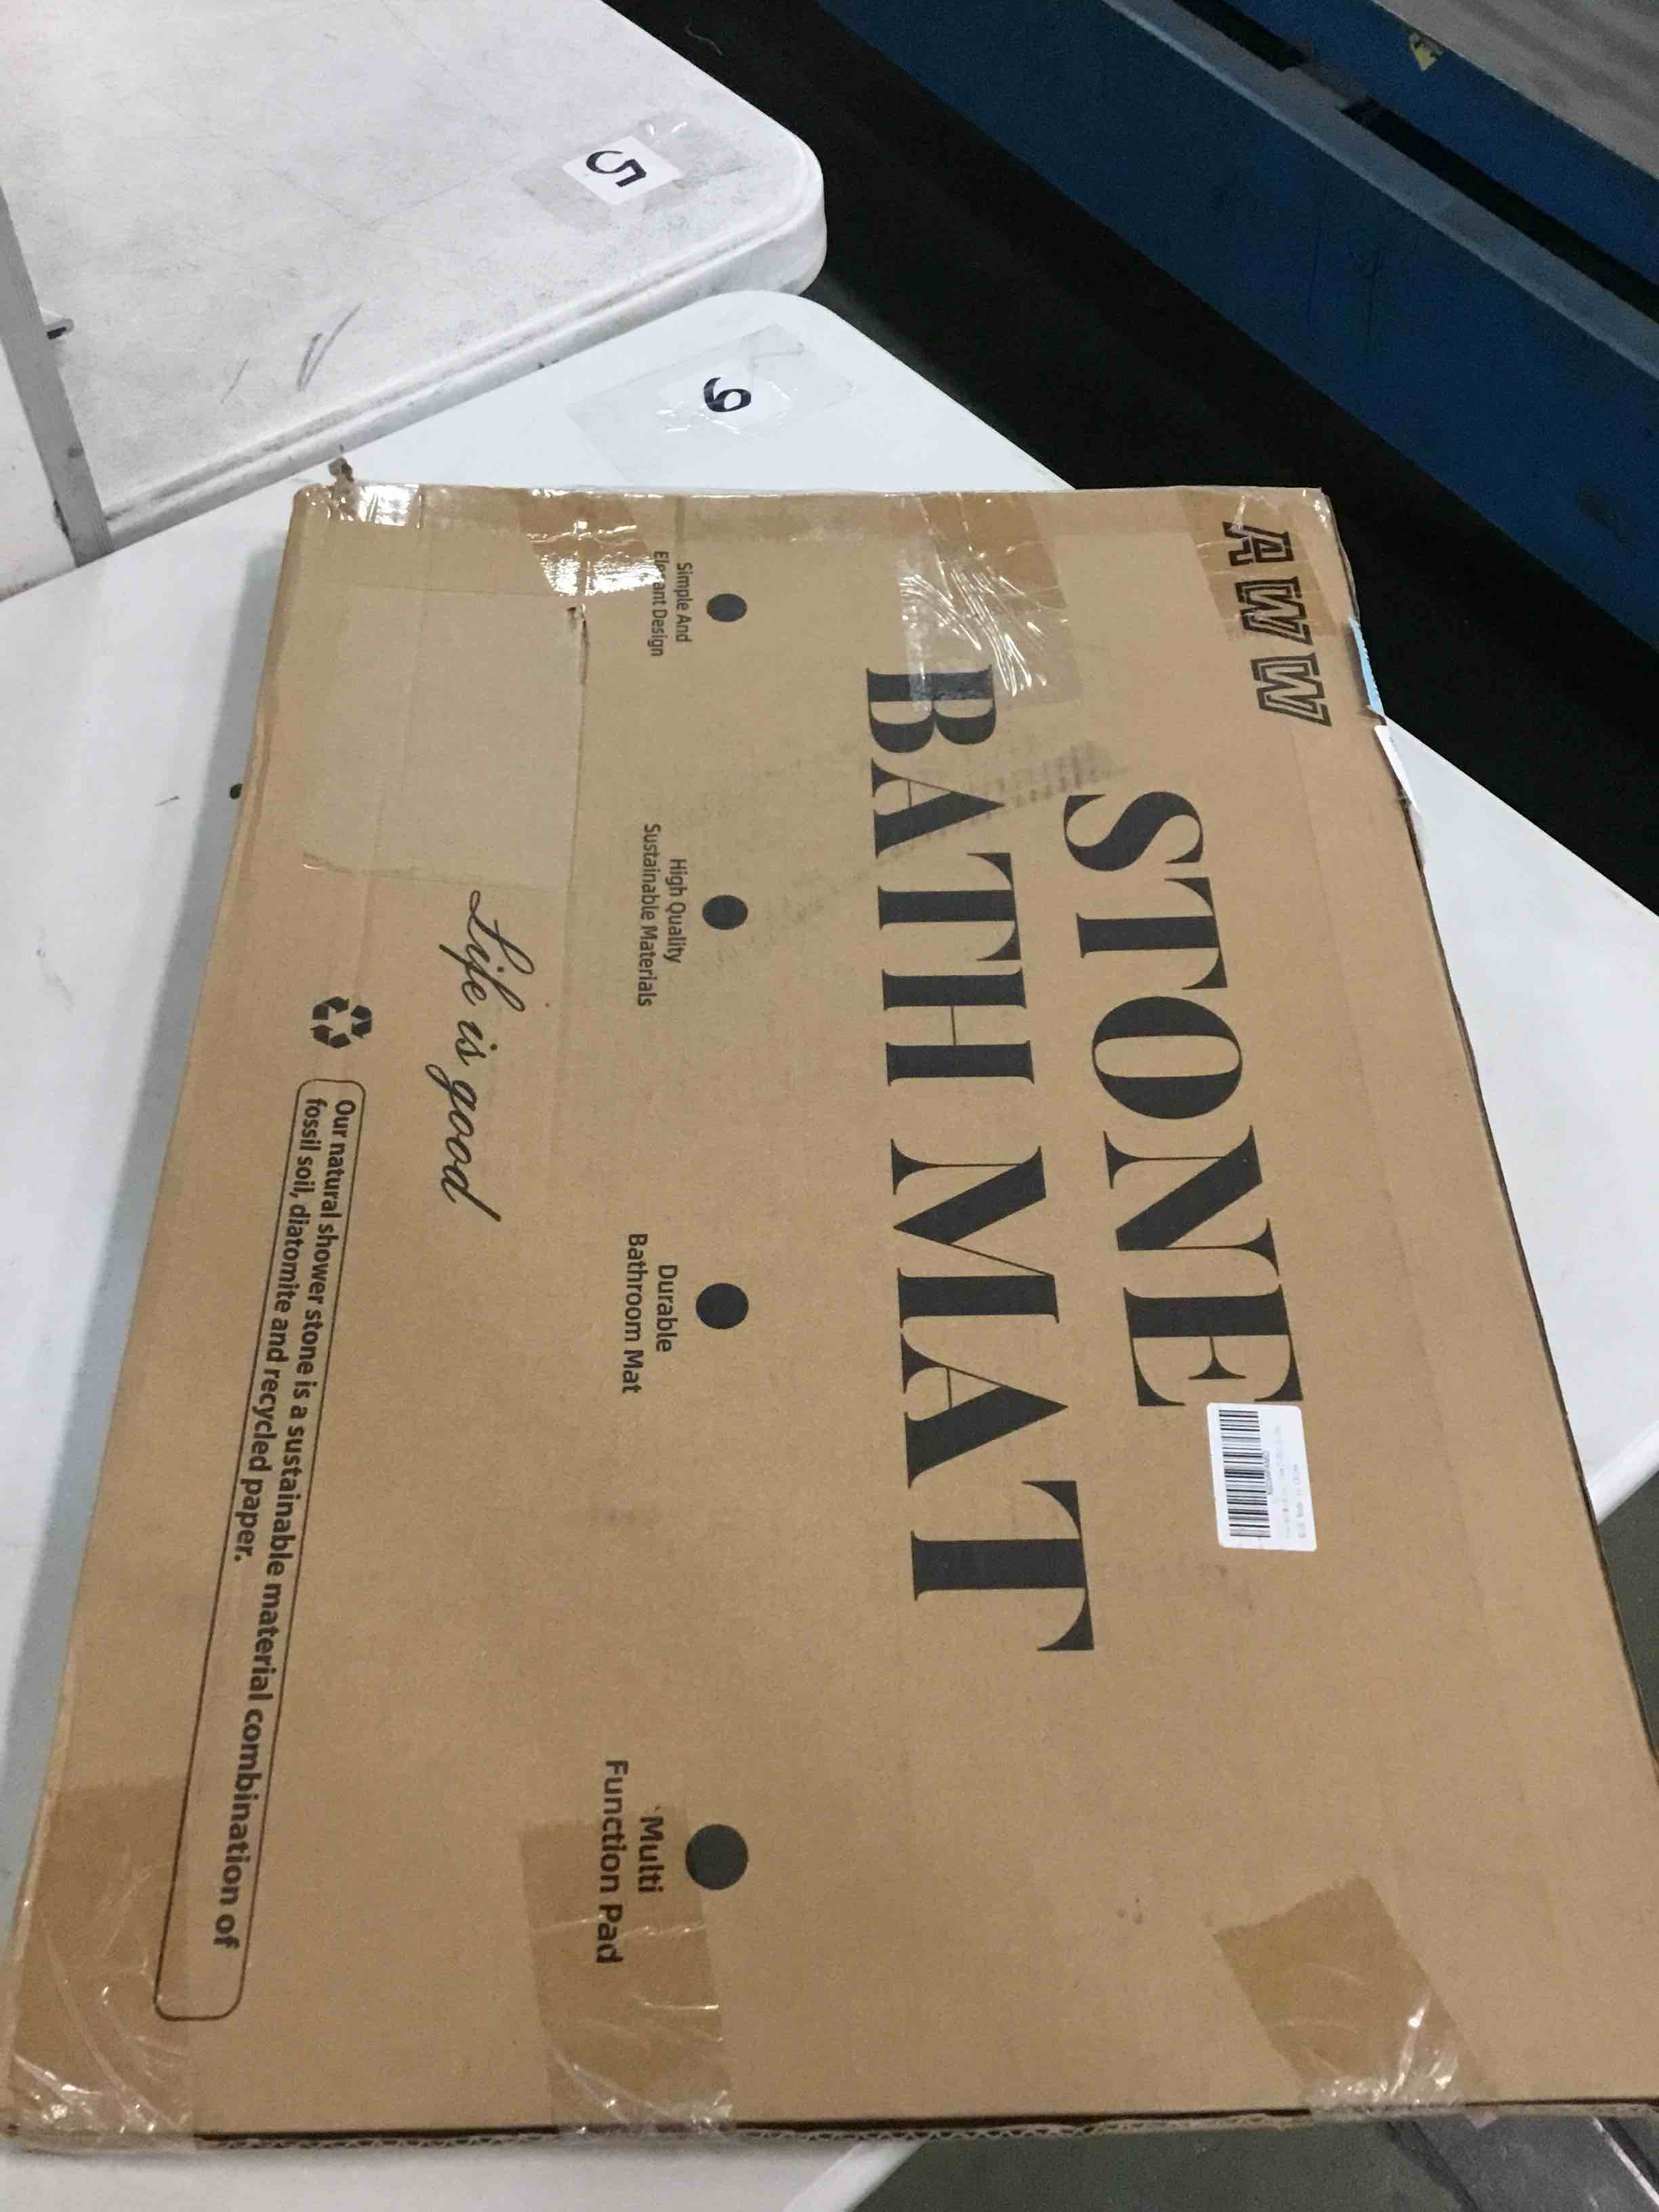 5
6
AWW
STONE
BATH MAT
Simple And
Elegant Design
High Quality
Sustainable Materials
Durable
Bathroom Mat
Multi
Function Pad
Life is good
Our natural shower stone is a sustainable material combination of
fossil soil, diatomite and recycled paper.